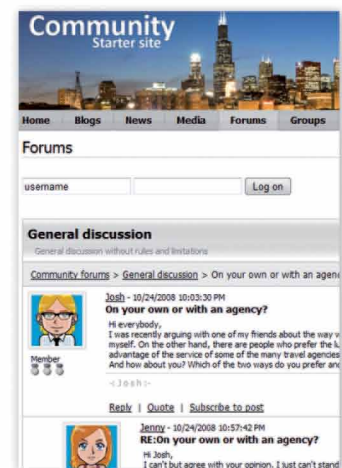 Community
Starter site
Home Blogs News Media Forums Groups
Forums
username Log on
General discussion
General discussion without rules and limitations
Community forums > General discussion > On your own or with an agen
Josh - 10/24/2008 10:03:30 PM
On your own or with an agency?
Hi everybody,
I was recently arguing with one of my friends about the way w
myself. On the other hand, there are people who prefer the lu
advantage of the service of some of the many travel agencies
And how about you? Which of the two ways do you prefer and
Member
-: J o s h :-
Reply | Quote | Subscribe to post
Jenny - 10/24/2008 10:57:42 PM
RE:On your own or with an agency?
Hi Josh,
I can't but agree with your opinion. I just can't stand